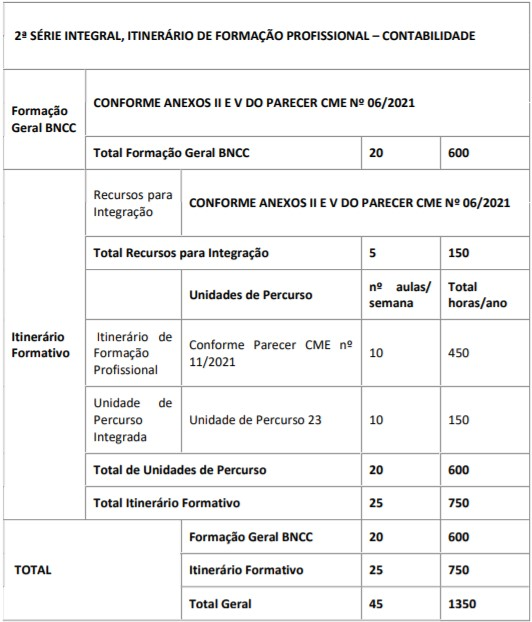 2ª SÉRIE INTEGRAL, ITINERÁRIO DE FORMAÇÃO PROFISSIONAL – CONTABILIDADE
Formação
Geral BNCC
CONFORME ANEXOS II E V DO PARECER CME Nº 06/2021
Total Formação Geral BNCC 20 600
Itinerário
Formativo
Recursos para
Integração
CONFORME ANEXOS II E V DO PARECER CME Nº 06/2021
Total Recursos para Integração 5 150
Unidades de Percurso
nº aulas/
semana
Total
horas/ano
Itinerário de
Formação
Profissional
Conforme Parecer CME nº
11/2021
10 450
Unidade de
Percurso
Integrada
Unidade de Percurso 23 10 150
Total de Unidades de Percurso 20 600
Total Itinerário Formativo 25 750
TOTAL
Formação Geral BNCC 20 600
Itinerário Formativo 25 750
Total Geral 45 1350